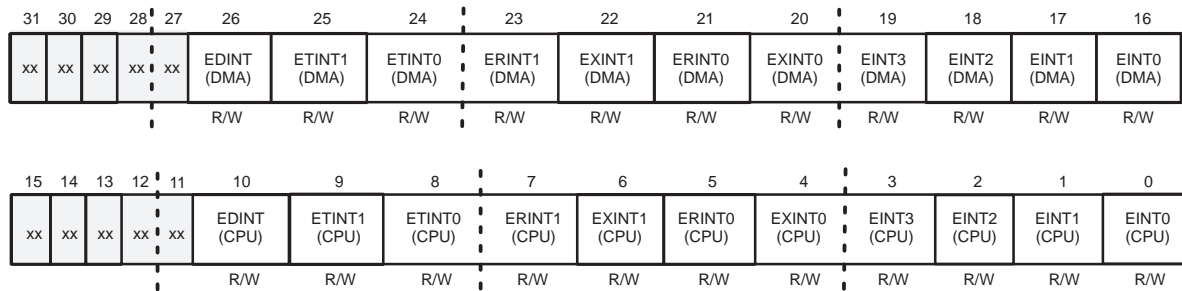 31 30 29 28 27 26 25 24 23 22 21 20 19 18 17 16
xx xx xx xx xx EDINT (DMA) ETINT1 (DMA) ETINT0 (DMA) ERINT1 (DMA) EXINT1 (DMA) ERINT0 (DMA) EXINT0 (DMA) EINT3 (DMA) EINT2 (DMA) EINT1 (DMA) EINT0 (DMA)
R/W R/W R/W R/W R/W R/W R/W R/W R/W R/W R/W
15 14 13 12 11 10 9 8 7 6 5 4 3 2 1 0
xx xx xx xx xx EDINT (CPU) ETINT1 (CPU) ETINT0 (CPU) ERINT1 (CPU) EXINT1 (CPU) ERINT0 (CPU) EXINT0 (CPU) EINT3 (CPU) EINT2 (CPU) EINT1 (CPU) EINT0 (CPU)
R/W R/W R/W R/W R/W R/W R/W R/W R/W R/W R/W